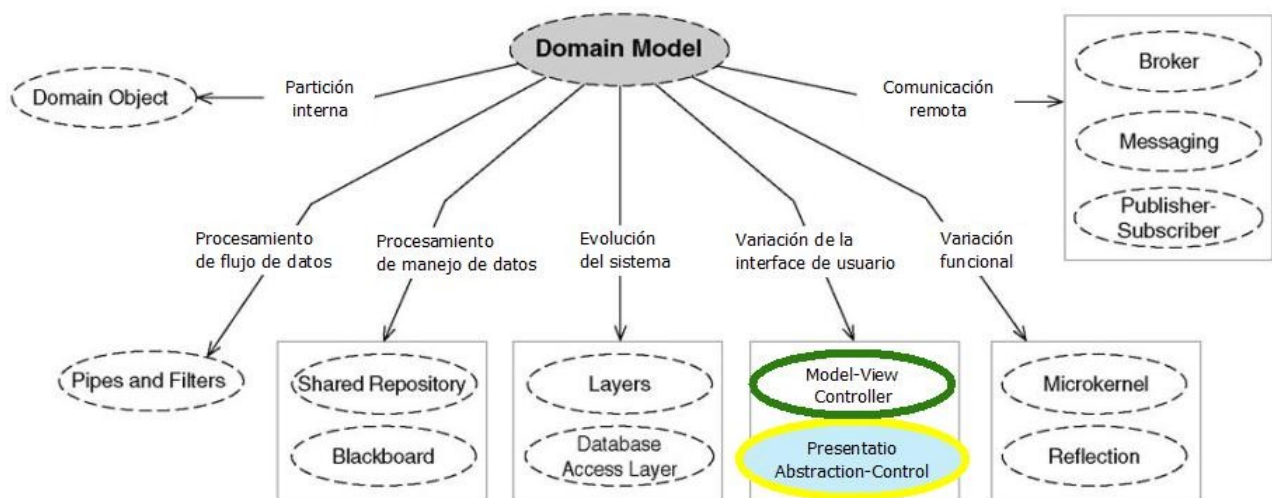 Domain Model
Domain Object
Partición
interna
Comunicación
remota
Broker
Messaging
Publisher-
Subscriber
Procesamiento
de flujo de datos
Procesamiento
de manejo de datos
Evolución
del sistema
Variación de la
interface de usuario
Variación
funcional
Pipes and Filters
Shared Repository
Blackboard
Layers
Database
Access Layer
Model-View
Controller
Presentatio
Abstraction-Control
Microkernel
Reflection